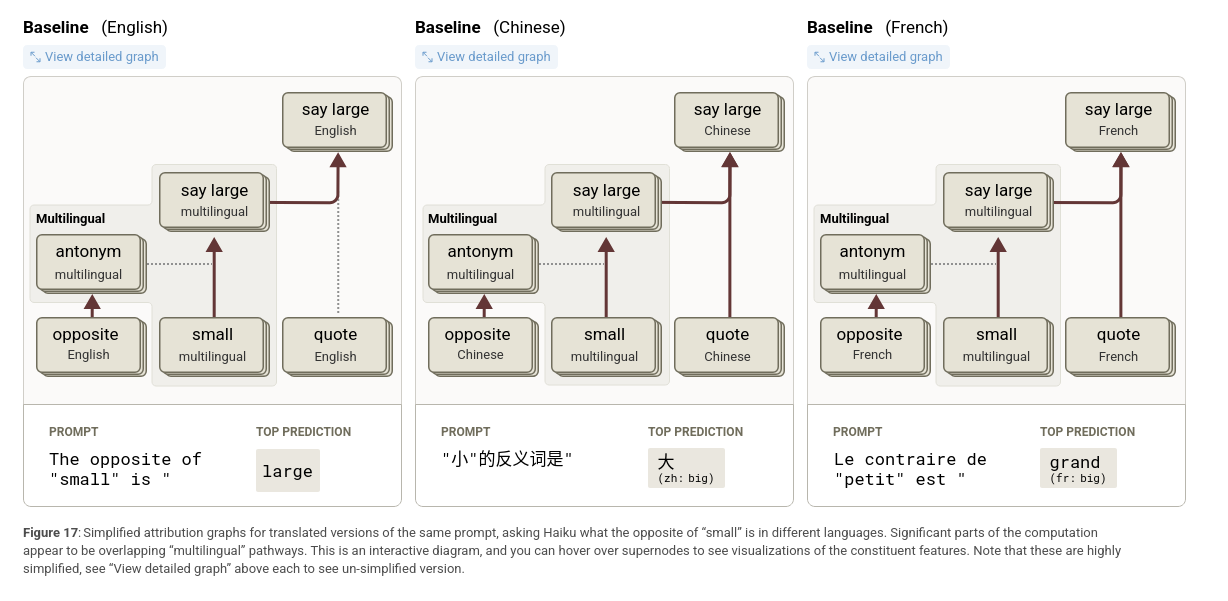 Baseline (English)
View detailed graph
say large
English
say large
multilingual
Multilingual
antonym
multilingual
opposite
English
small
multilingual
quote
English
PROMPT
The opposite of
"small" is "
TOP PREDICTION
large
Baseline (Chinese)
View detailed graph
say large
Chinese
say large
multilingual
Multilingual
antonym
multilingual
opposite
Chinese
small
multilingual
quote
Chinese
PROMPT
"小"的反义词是"
TOP PREDICTION
大
(zh: big)
Baseline (French)
View detailed graph
say large
French
say large
multilingual
Multilingual
antonym
multilingual
opposite
French
small
multilingual
quote
French
PROMPT
Le contraire de
"petit" est "
TOP PREDICTION
grand
(fr: big)
Figure 17: Simplified attribution graphs for translated versions of the same prompt, asking Haiku what the opposite of “small” is in different languages. Significant parts of the computation
appear to be overlapping “multilingual” pathways. This is an interactive diagram, and you can hover over supernodes to see visualizations of the constituent features. Note that these are highly
simplified, see “View detailed graph” above each to see un-simplified version.